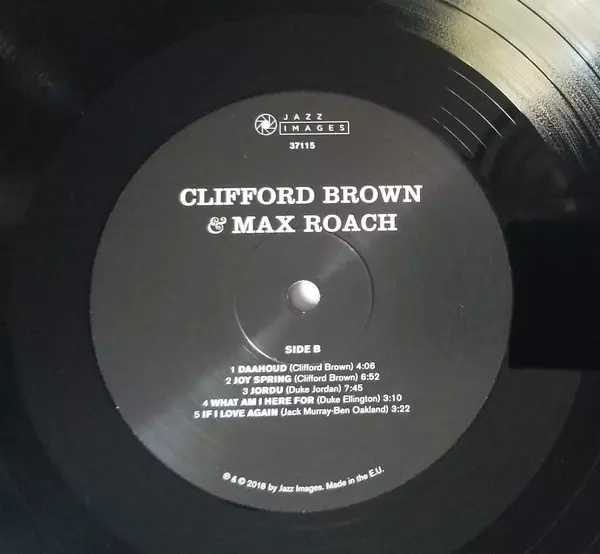 JAZZ
IMAGES
37115
CLIFFORD BROWN
& MAX ROACH
SIDE B
1 DAAHOUD (Clifford Brown) 4:06
2 JOY SPRING (Clifford Brown) 6:52
3 JORDU (Duke Jordan) 7:45
4 WHAT AM I HERE FOR (Duke Ellington) 3:10
5 IF I LOVE AGAIN (Jack Murray-Ben Oakland) 3:22
℗ & © 2018 by Jazz Images. Made in the E.U.